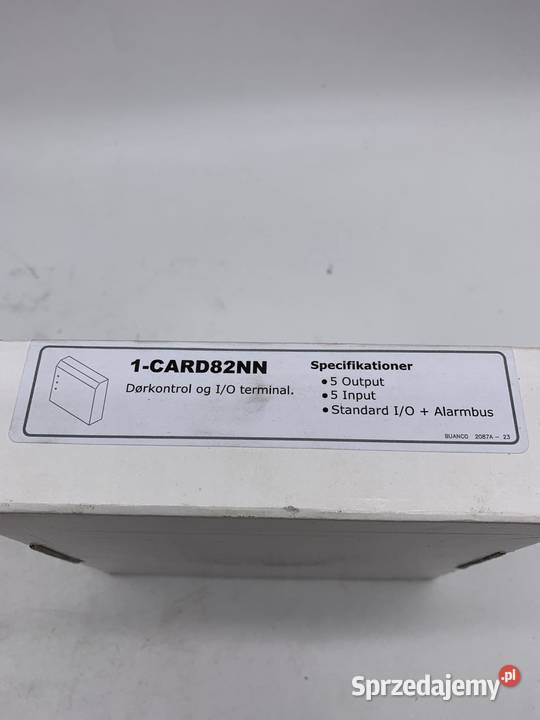 1-CARD82NN
Dørkontrol og I/O terminal.
Specifikationer
• 5 Output
• 5 Input
• Standard I/O + Alarmbus
BUANCO 2087A - 23
Sprzedajemy.pl